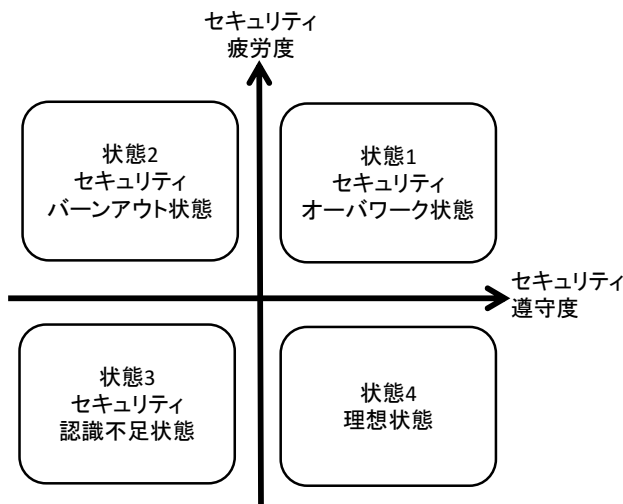 セキュリティ
疲労度
状態2
セキュリティ
バーンアウト状態
状態1
セキュリティ
オーバワーク状態
セキュリティ
遵守度
状態3
セキュリティ
認識不足状態
状態4
理想状態